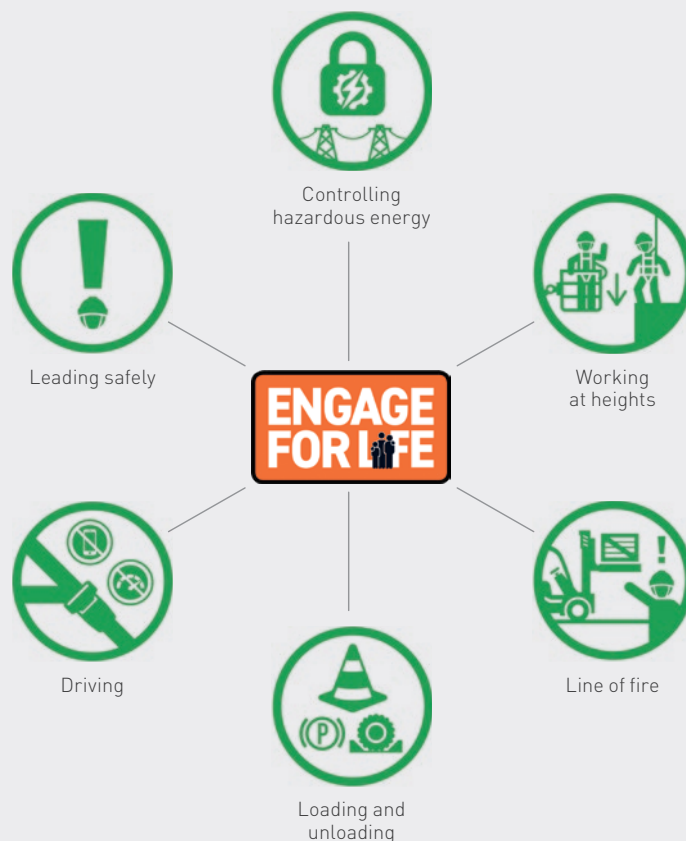 Controlling
hazardous energy
Leading safely
Working
at heights
ENGAGE
FOR LIFE
Driving
P
Line of fire
Loading and
unloading